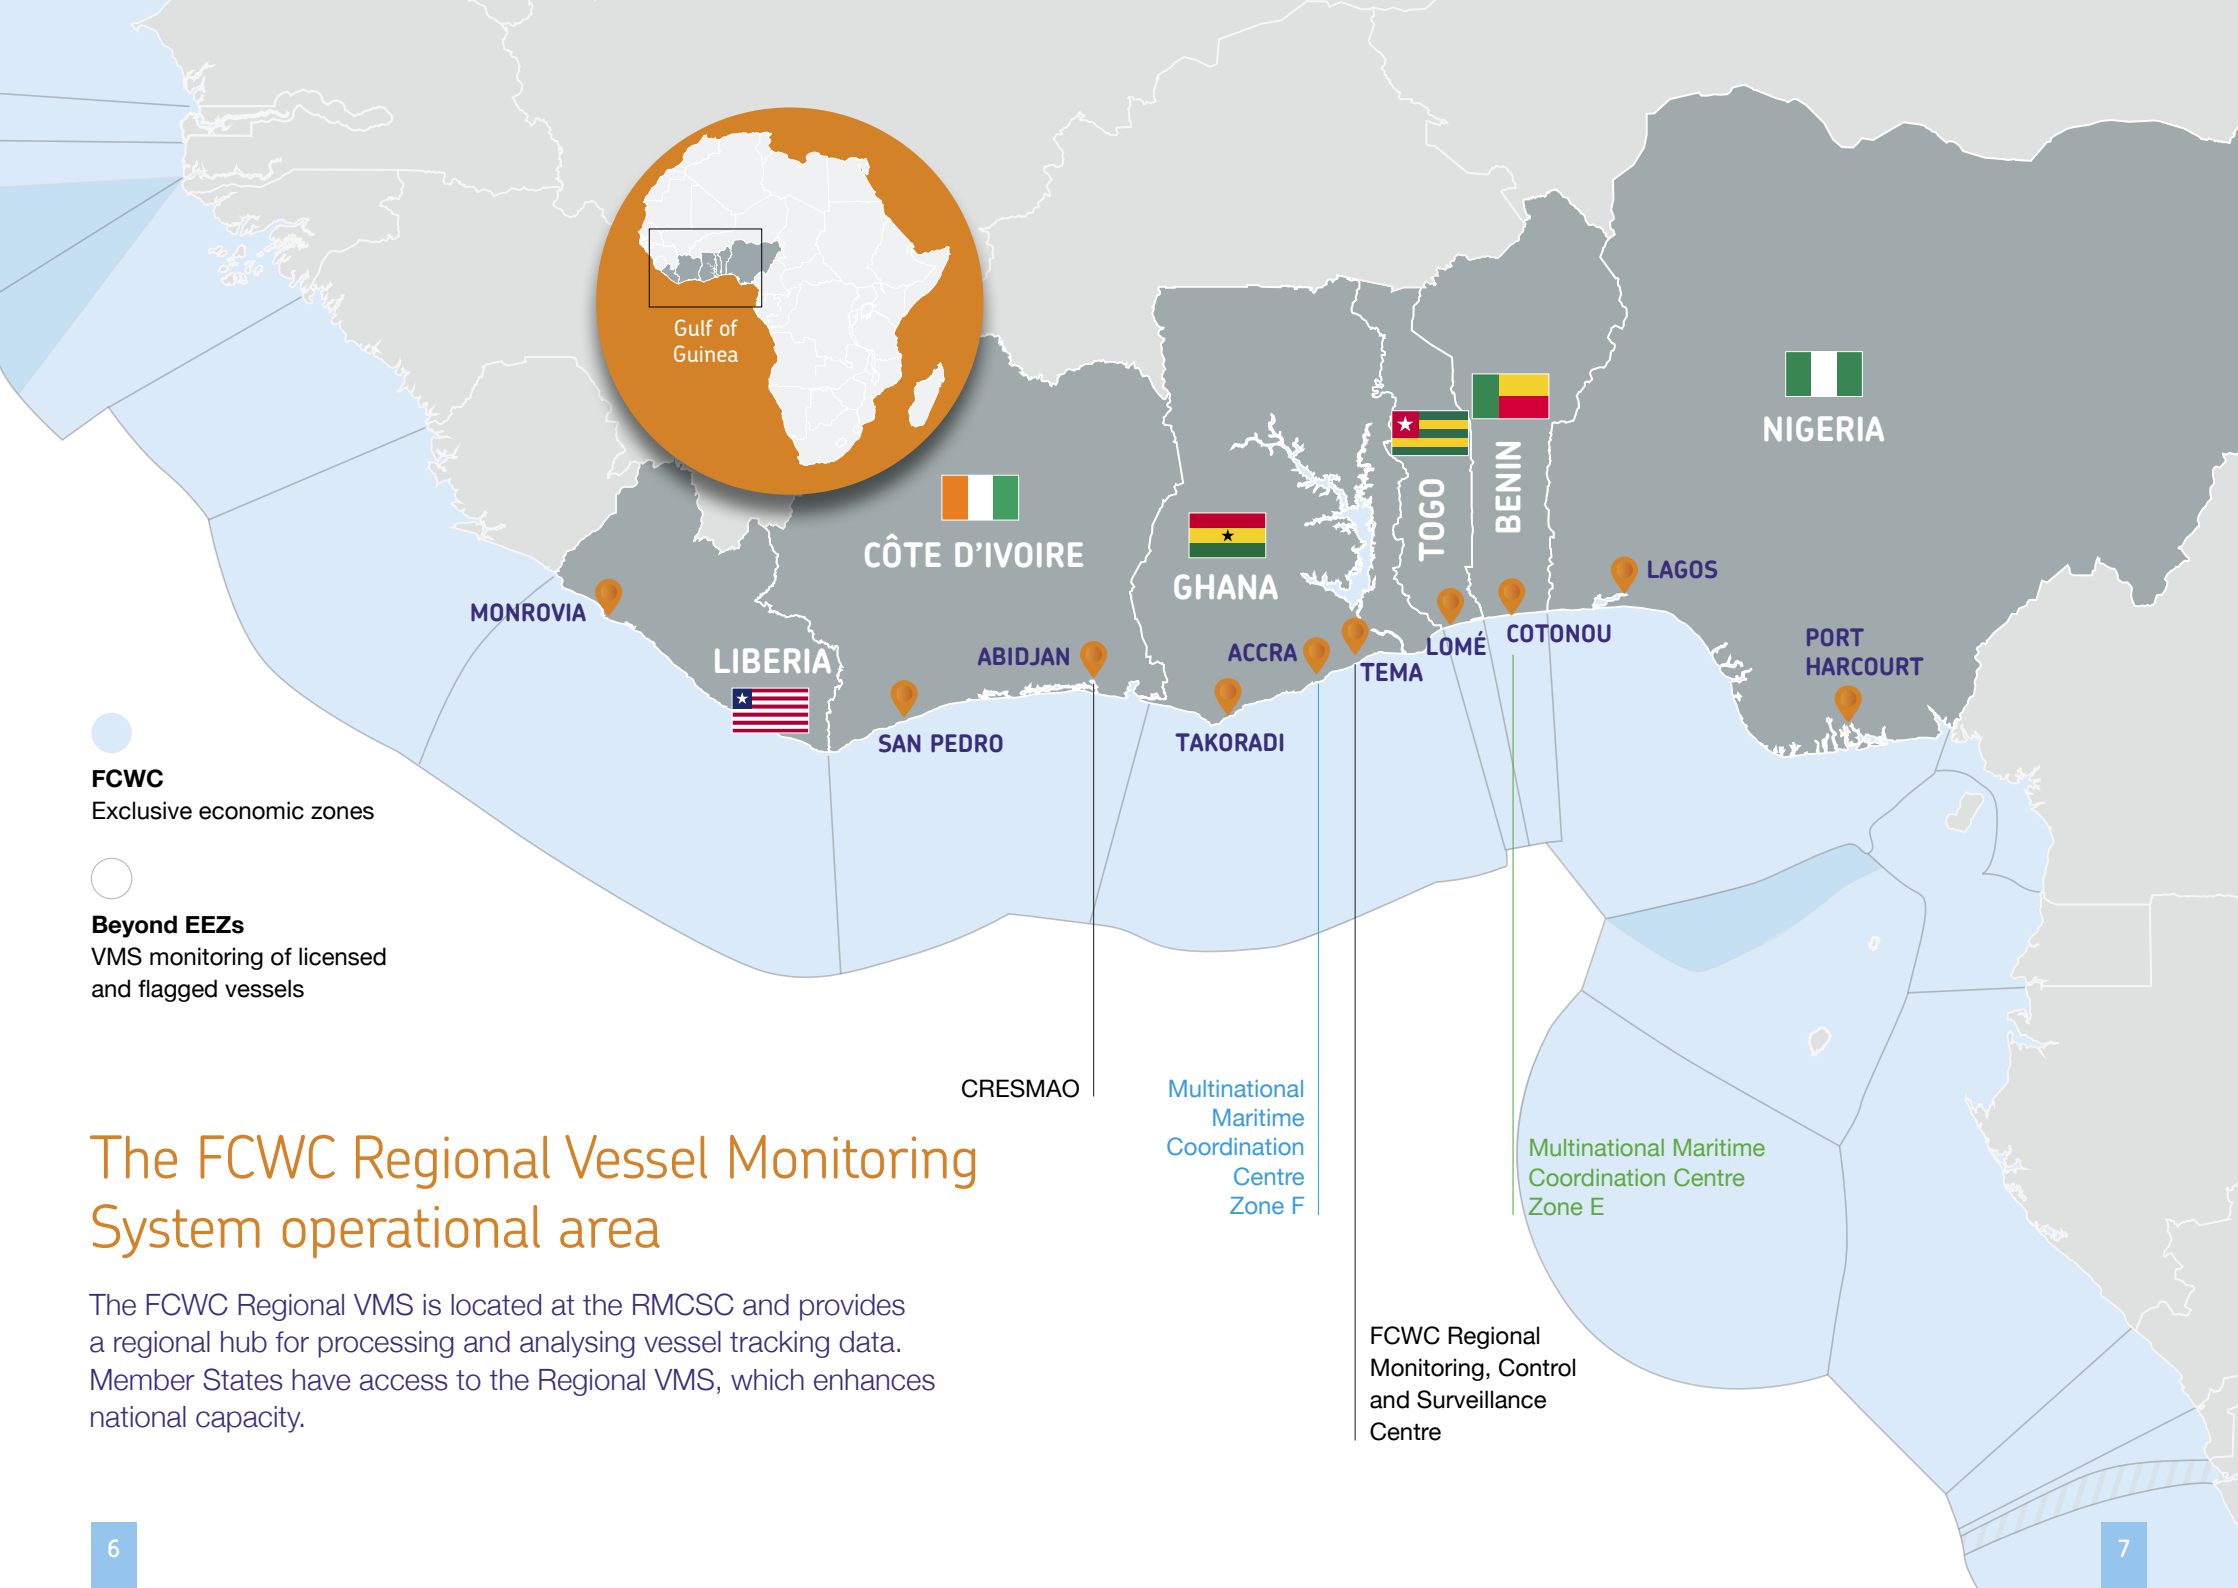 Gulf of
Guinea
NIGERIA
BENIN
TOGO
CÔTE D’IVOIRE
GHANA
LIBERIA
MONROVIA
SAN PEDRO
ABIDJAN
TAKORADI
ACCRA
TEMA
LOMÉ
COTONOU
LAGOS
PORT
HARCOURT
FCWC
Exclusive economic zones
Beyond EEZs
VMS monitoring of licensed
and flagged vessels
CRESMAO
Multinational
Maritime
Coordination
Centre
Zone F
Multinational Maritime
Coordination Centre
Zone E
FCWC Regional
Monitoring, Control
and Surveillance
Centre
The FCWC Regional Vessel Monitoring
System operational area
The FCWC Regional VMS is located at the RMCSC and provides
a regional hub for processing and analysing vessel tracking data.
Member States have access to the Regional VMS, which enhances
national capacity.
6
7